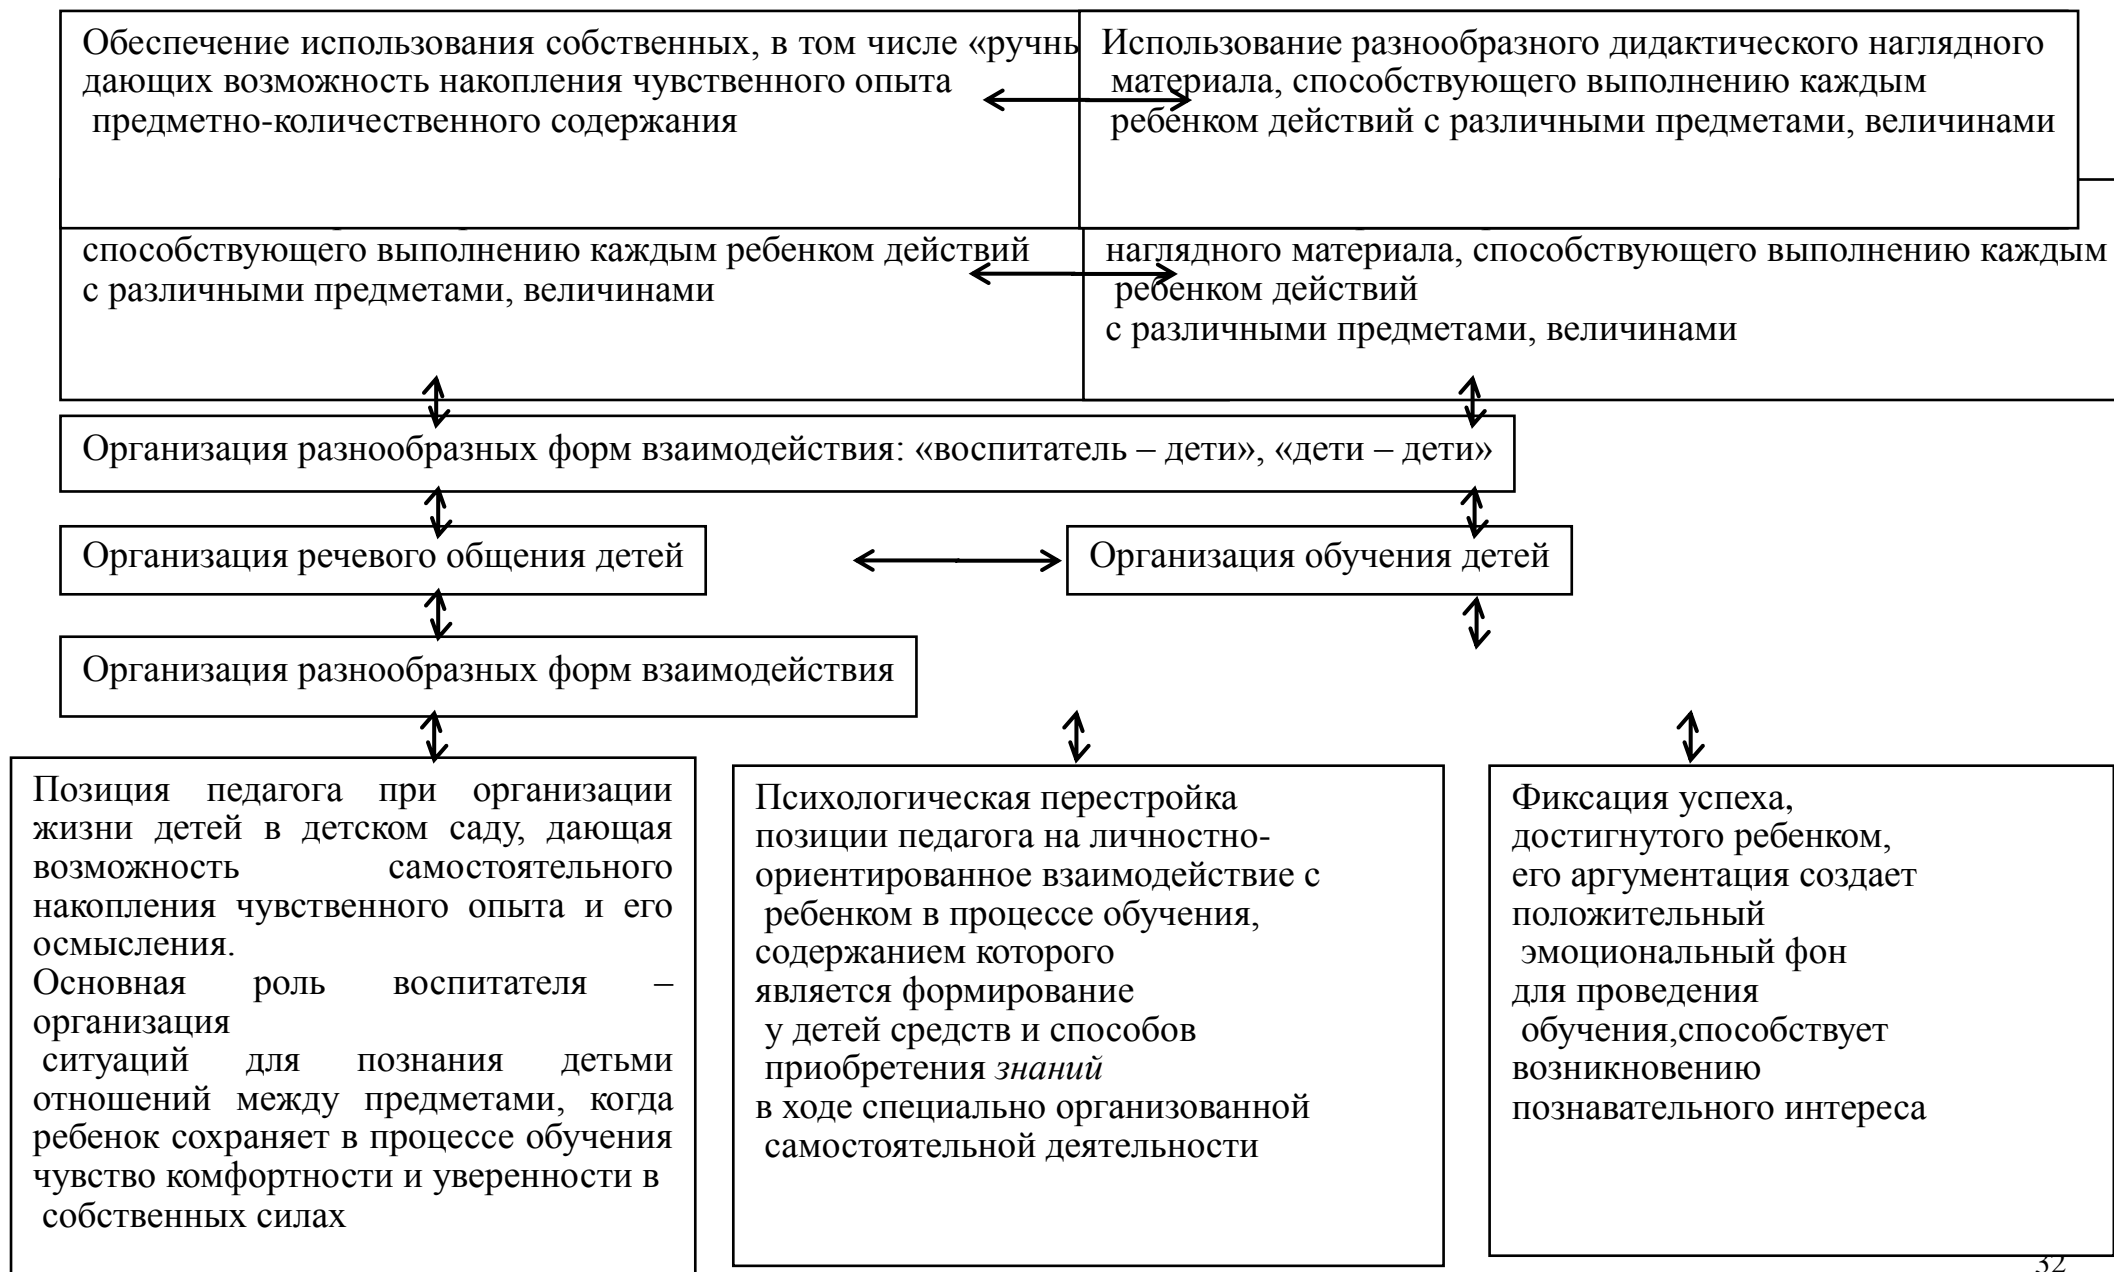 Обеспечение использования собственных, в том числе «ручны
дающих возможность накопления чувственного опыта
предметно-количественного содержания
Использование разнообразного дидактического наглядного
материала, способствующего выполнению каждым
ребенком действий с различными предметами, величинами
способствующего выполнению каждым ребенком действий
с различными предметами, величинами
наглядного материала, способствующего выполнению каждым
ребенком действий
с различными предметами, величинами
Организация разнообразных форм взаимодействия: «воспитатель – дети», «дети – дети»
Организация речевого общения детей
Организация обучения детей
Организация разнообразных форм взаимодействия
Позиция педагога при организации
жизни детей в детском саду, дающая
возможность самостоятельного
накопления чувственного опыта и его
осмысления.
Основная роль воспитателя –
организация
ситуаций для познания детьми
отношений между предметами, когда
ребенок сохраняет в процессе обучения
чувство комфортности и уверенности в
собственных силах
Психологическая перестройка
позиции педагога на личностно-
ориентированное взаимодействие с
ребенком в процессе обучения,
содержанием которого
является формирование
у детей средств и способов
приобретения знаний
в ходе специально организованной
самостоятельной деятельности
Фиксация успеха,
достигнутого ребенком,
его аргументация создает
положительный
эмоциональный фон
для проведения
обучения,способствует
возникновению
познавательного интереса
32